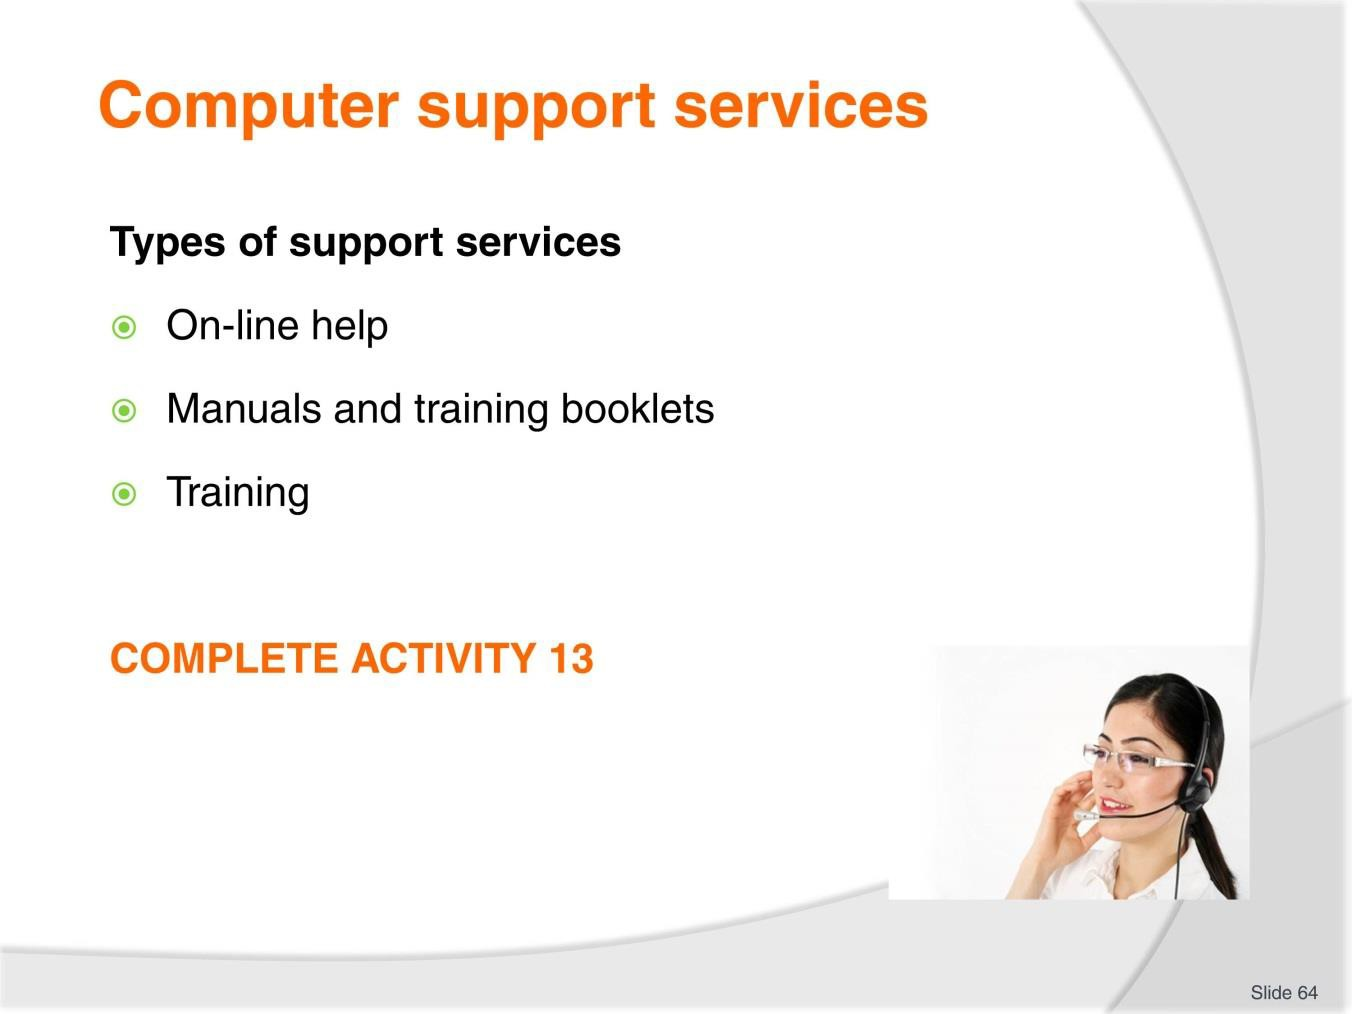 Computer support services
Types of support services
On-line help
Manuals and training booklets
Training
COMPLETE ACTIVITY 13
Slide 64